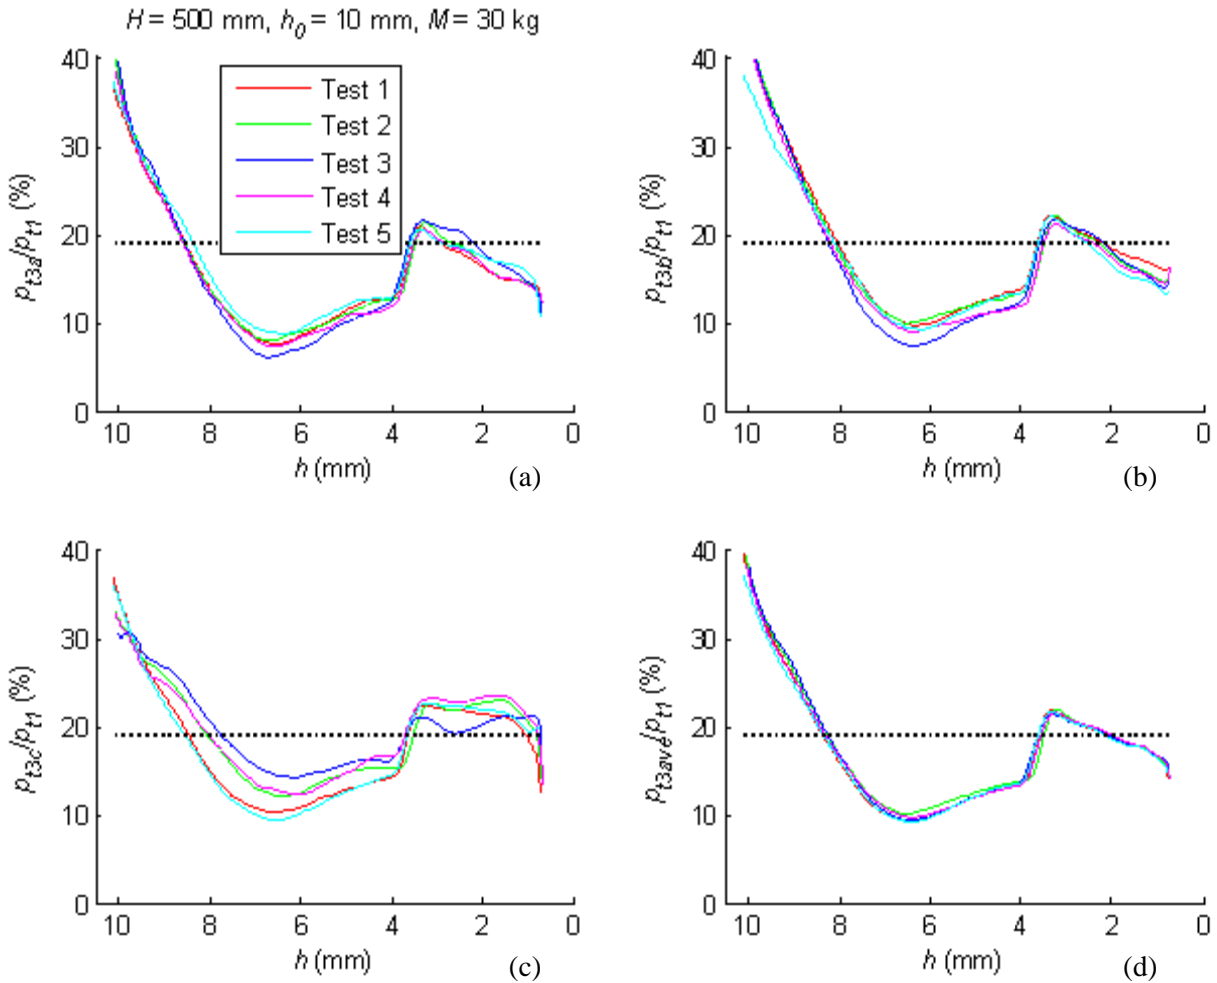 H = 500 mm, h0 = 10 mm, M = 30 kg
40
30
20
10
0
10 8 6 4 2 0
pt3a/pt1 (%)
h (mm)
Test 1
Test 2
Test 3
Test 4
Test 5
(a)
40
30
20
10
0
10 8 6 4 2 0
pt3b/pt1 (%)
h (mm)
(b)
40
30
20
10
0
10 8 6 4 2 0
pt3c/pt1 (%)
h (mm)
(c)
40
30
20
10
0
10 8 6 4 2 0
pt3ave/pt1 (%)
h (mm)
(d)